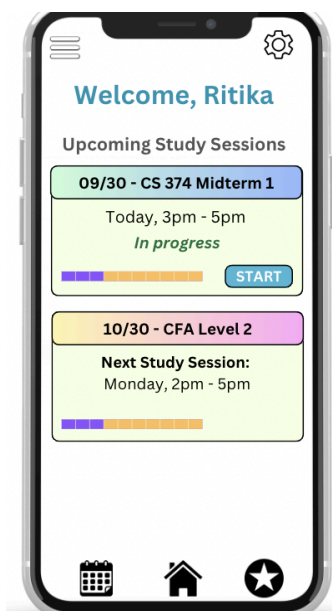 Welcome, Ritika
Upcoming Study Sessions
09/30 - CS 374 Midterm 1
Today, 3pm - 5pm
In progress
START
10/30 - CFA Level 2
Next Study Session:
Monday, 2pm - 5pm